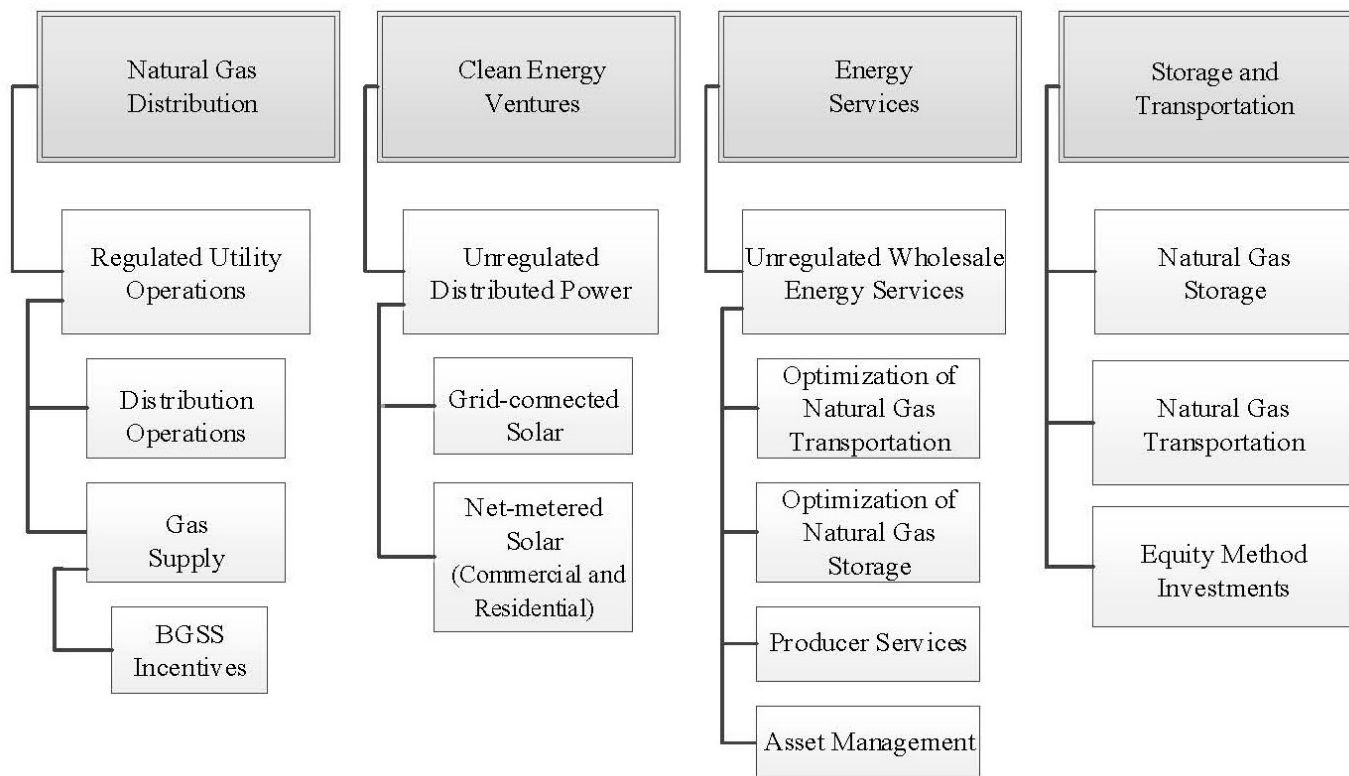 Natural Gas
Distribution
Regulated Utility
Operations
Distribution
Operations
Gas
Supply
BGSS
Incentives
Clean Energy
Ventures
Unregulated
Distributed Power
Grid-connected
Solar
Net-metered
Solar
(Commercial and
Residential)
Energy
Services
Unregulated Wholesale
Energy Services
Optimization of
Natural Gas
Transportation
Optimization of
Natural Gas
Storage
Producer Services
Asset Management
Storage and
Transportation
Natural Gas
Storage
Natural Gas
Transportation
Equity Method
Investments